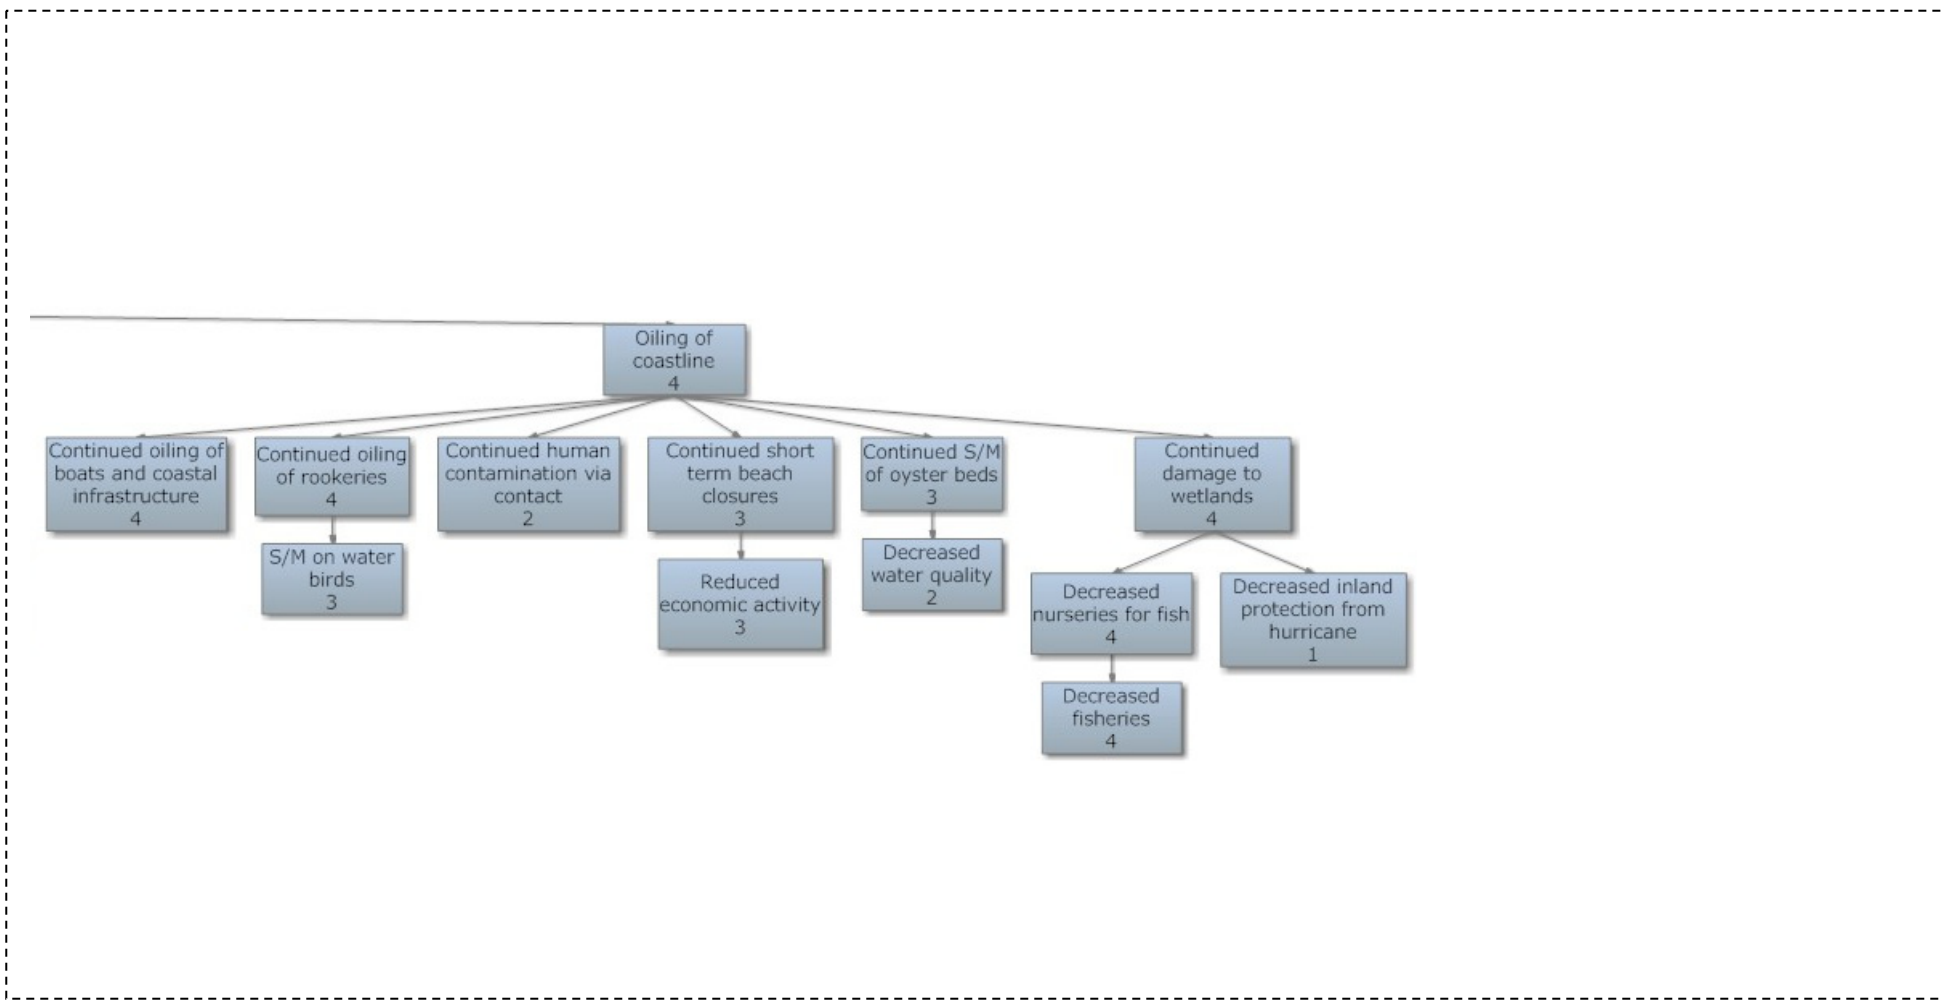 Oiling of
coastline
4
Continued oiling of
boats and coastal
infrastructure
4
Continued oiling
of rookeries
4
Continued human
contamination via
contact
2
Continued short
term beach
closures
3
Continued S/M
of oyster beds
3
Continued
damage to
wetlands
4
S/M on water
birds
3
Reduced
economic activity
3
Decreased
water quality
2
Decreased
nurseries for fish
4
Decreased inland
protection from
hurricane
1
Decreased
fisheries
4